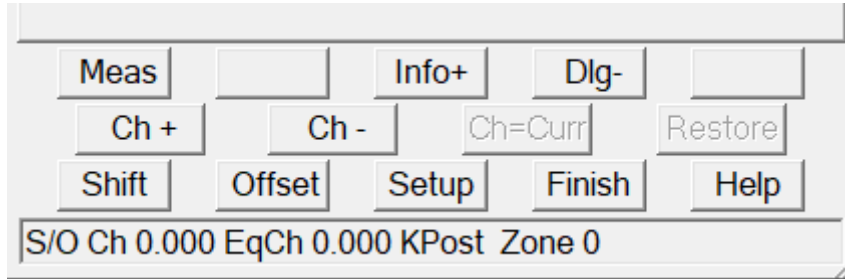 Meas Info+ Dlg-
Ch + Ch - Ch=Curr Restore
Shift Offset Setup Finish Help
S/O Ch 0.000 EqCh 0.000 KPost  Zone 0